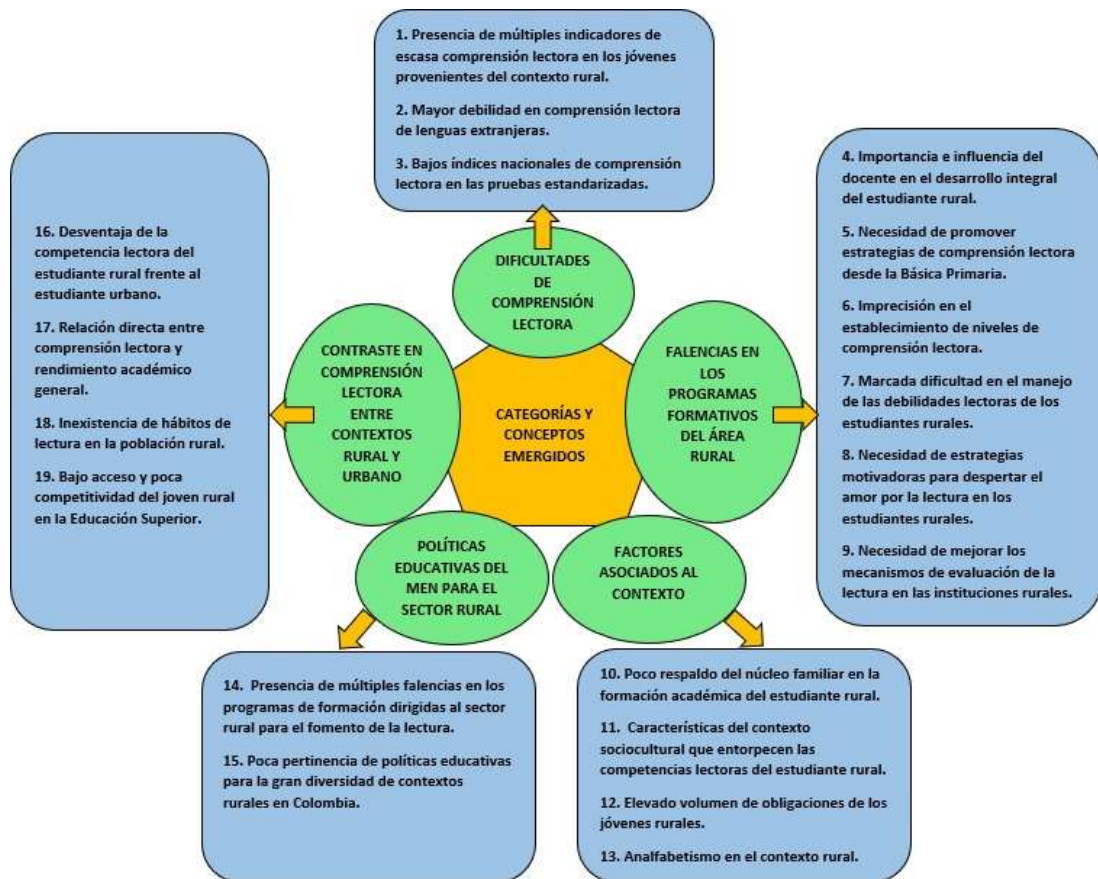 1. Presencia de múltiples indicadores de
escasa comprensión lectora en los jóvenes
provenientes del contexto rural.
2. Mayor debilidad en comprensión lectora
de lenguas extranjeras.
3. Bajos índices nacionales de comprensión
lectora en las pruebas estandarizadas.
DIFICULTADES
DE
COMPRENSIÓN
LECTORA
FALENCIAS EN
LOS
PROGRAMAS
FORMATIVOS
DEL ÁREA
RURAL
4. Importancia e influencia del
docente en el desarrollo integral
del estudiante rural.
5. Necesidad de promover
estrategias de comprensión lectora
desde la Básica Primaria.
6. Imprecisión en el
establecimiento de niveles de
comprensión lectora.
7. Marcada dificultad en el manejo
de las debilidades lectoras de los
estudiantes rurales.
8. Necesidad de estrategias
motivadoras para despertar el
amor por la lectura en los
estudiantes rurales.
9. Necesidad de mejorar los
mecanismos de evaluación de la
lectura en las instituciones rurales.
CATEGORÍAS Y
CONCEPTOS
EMERGIDOS
FACTORES
ASOCIADOS AL
CONTEXTO
10. Poco respaldo del núcleo familiar en la
formación académica del estudiante rural.
11. Características del contexto
sociocultural que entorpecen las
competencias lectoras del estudiante rural.
12. Elevado volumen de obligaciones de los
jóvenes rurales.
13. Analfabetismo en el contexto rural.
POLÍTICAS
EDUCATIVAS DEL
MEN PARA EL
SECTOR RURAL
14. Presencia de múltiples falencias en los
programas de formación dirigidas al sector
rural para el fomento de la lectura.
15. Poca pertinencia de políticas educativas
para la gran diversidad de contextos
rurales en Colombia.
CONTRASTE EN
COMPRENSIÓN
LECTORA
ENTRE
CONTEXTOS
RURAL Y
URBANO
16. Desventaja de la
competencia lectora del
estudiante rural frente al
estudiante urbano.
17. Relación directa entre
comprensión lectora y
rendimiento académico
general.
18. Inexistencia de hábitos de
lectura en la población rural.
19. Bajo acceso y poca
competitividad del joven rural
en la Educación Superior.